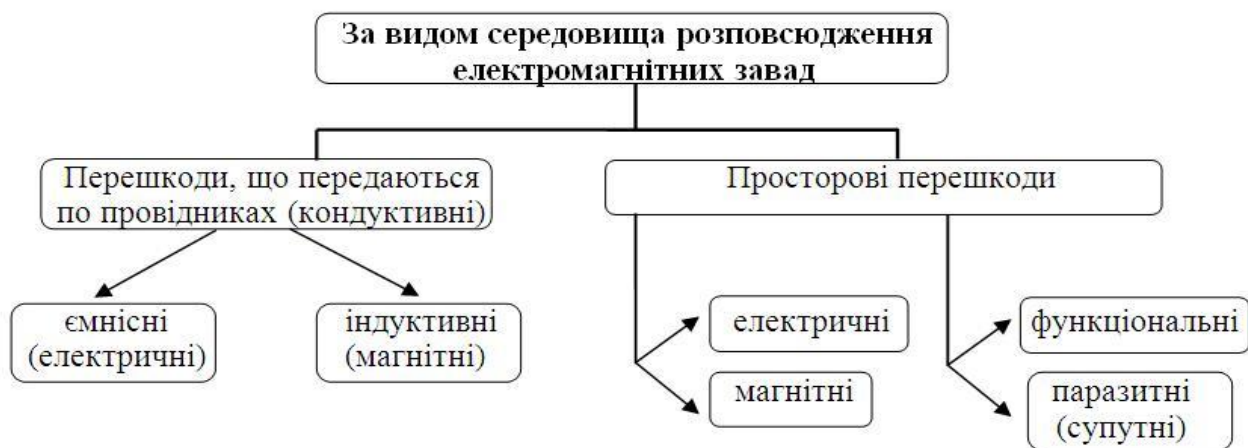 За видом середовища розповсюдження
електромагнітних завад
Перешкоди, що передаються
по провідниках (кондуктивні)
Просторові перешкоди
ємнісні
(електричні)
індуктивні
(магнітні)
електричні
магнітні
функціональні
паразитні
(супутні)